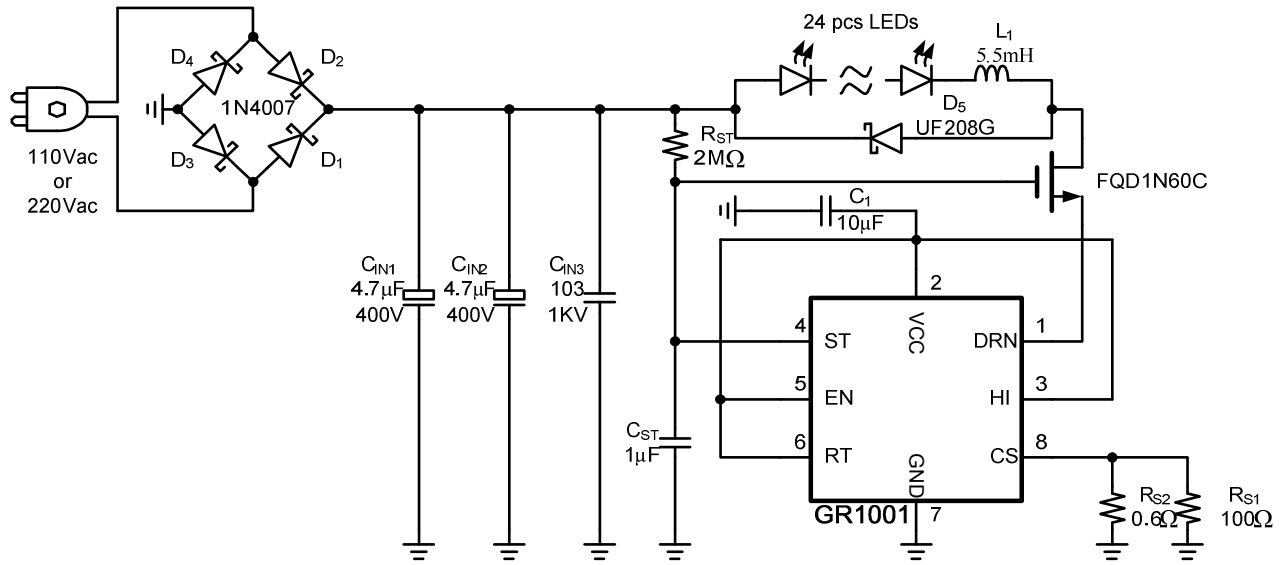 24 pcs LEDs
L1
5.5mH
D4
D2
1N4007
D3
D1
110Vac
or
220Vac
RST
2MΩ
D5
UF208G
FQD1N60C
C1
10μF
CIN1
4.7μF
400V
CIN2
4.7μF
400V
CIN3
103
1KV
2
VCC
4
ST
DRN
1
5
EN
HI
3
6
RT
CS
8
GND
7
GR1001
CST
1μF
RS2
0.6Ω
RS1
100Ω